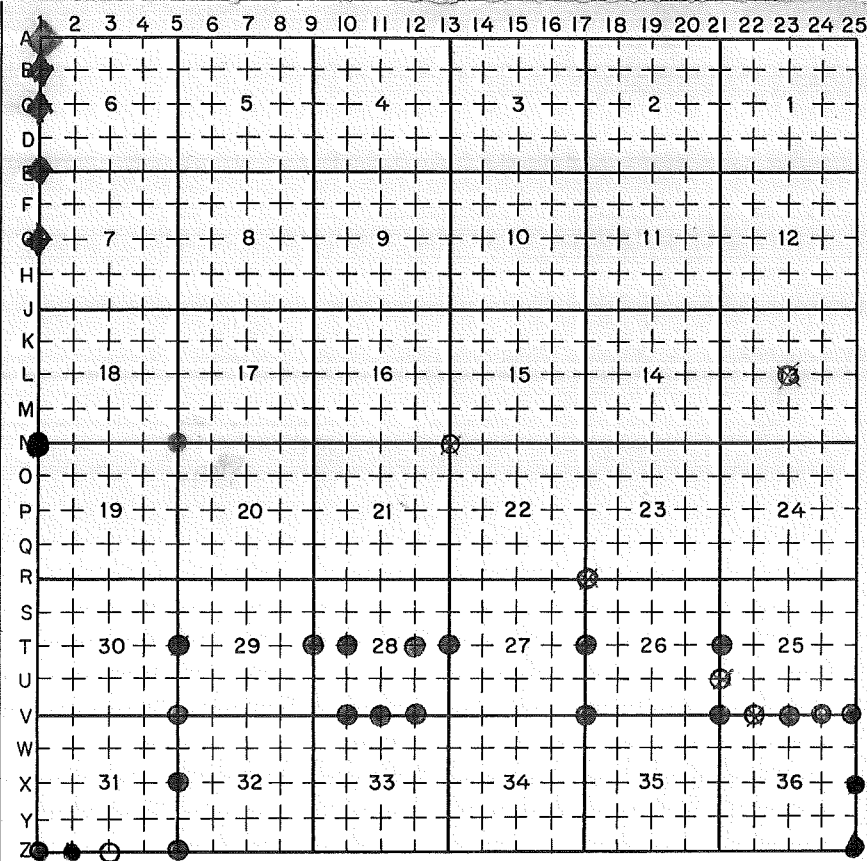 1 2 3 4 5 6 7 8 9 10 11 12 13 14 15 16 17 18 19 20 21 22 23 24 25
A
B
C 6 5 4 3 2 1
D
E
F
G 7 8 9 10 11 12
H
J
K
L 18 17 16 15 14
M
N
O
P 19 20 21 22 23 24
Q
R
S
T 30 29 28 27 26 25
U
V
W
X 31 32 33 34 35 36
Y
Z